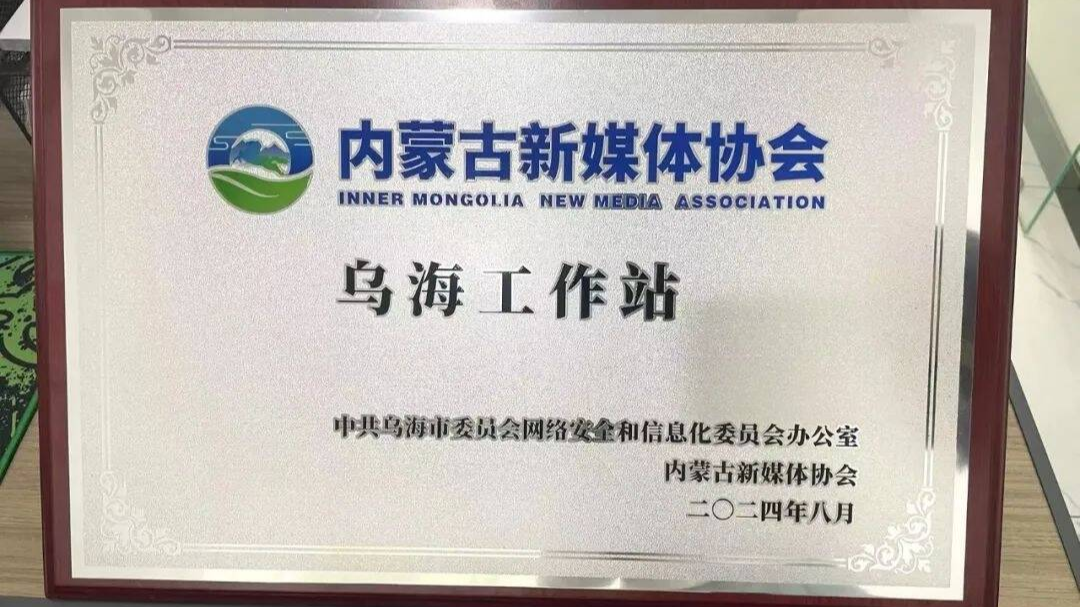 内蒙古新媒体协会
INNER MONGOLIA NEW MEDIA ASSOCIATION
乌海工作站
中共乌海市委员会网络安全和信息化委员会办公室
内蒙古新媒体协会
二〇二四年八月